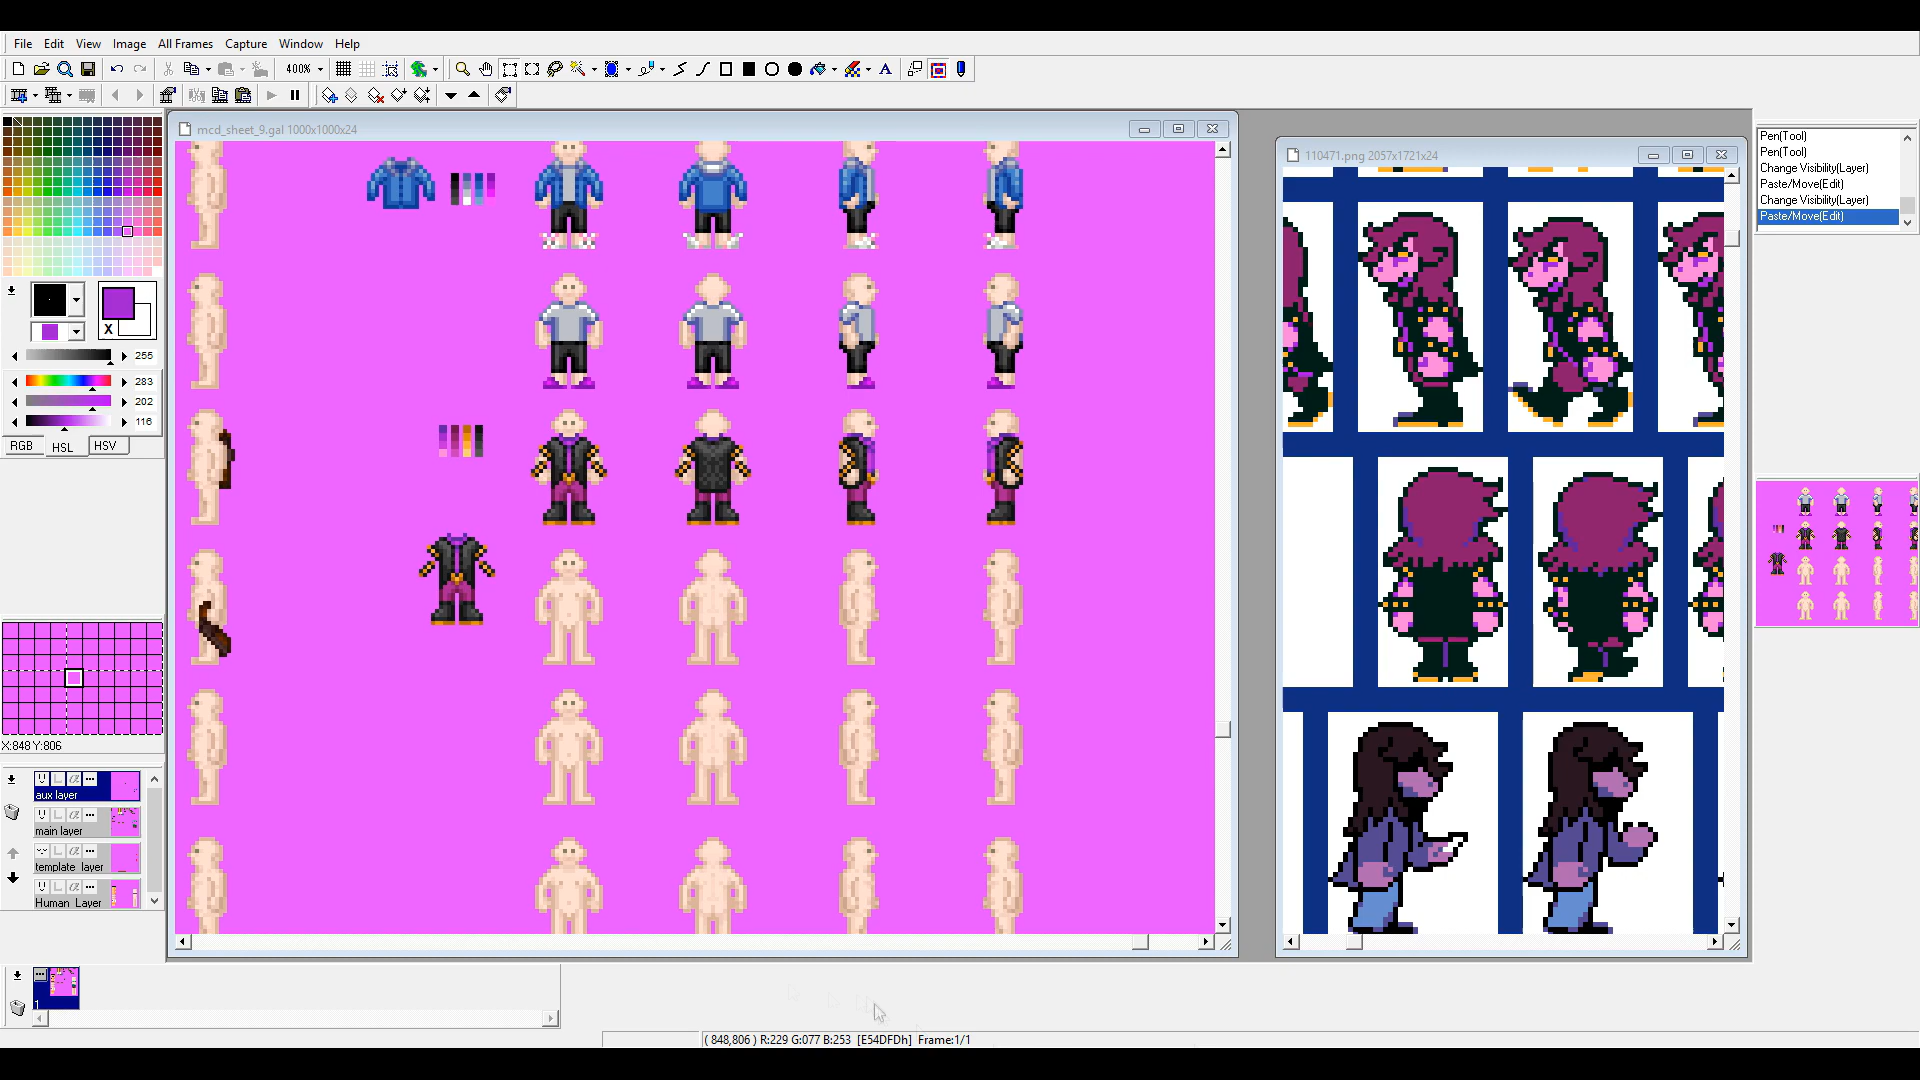 File Edit View Image All Frames Capture Window Help
400%
A
mcd_sheet_9.gal 1000x1000x24
110471.png 2057x1721x24
Pen(Tool)
Pen(Tool)
Change Visibility(Layer)
Paste/Move(Edit)
Change Visibility(Layer)
Paste/Move(Edit)
X
255
283
202
116
RGB HSL HSV
X:848 Y:806
aux layer
main layer
template layer
Human Layer
1
( 848,806 ) R:229 G:077 B:253 [E54DFDh] Frame:1/1